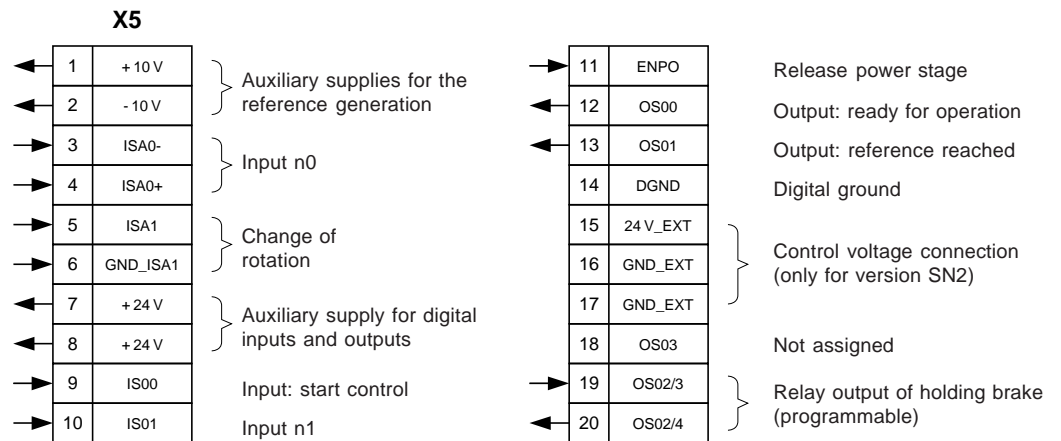 X5
1 +10 V
2 -10 V
Auxiliary supplies for the
reference generation
3 ISA0-
4 ISA0+
Input n0
5 ISA1
6 GND_ISA1
Change of
rotation
7 +24 V
8 +24 V
Auxiliary supply for digital
inputs and outputs
9 IS00 Input: start control
10 IS01 Input n1
11 ENPO Release power stage
12 OS00 Output: ready for operation
13 OS01 Output: reference reached
14 DGND Digital ground
15 24 V_EXT
16 GND_EXT
17 GND_EXT
Control voltage connection
(only for version SN2)
18 OS03 Not assigned
19 OS02/3
20 OS02/4
Relay output of holding brake
(programmable)